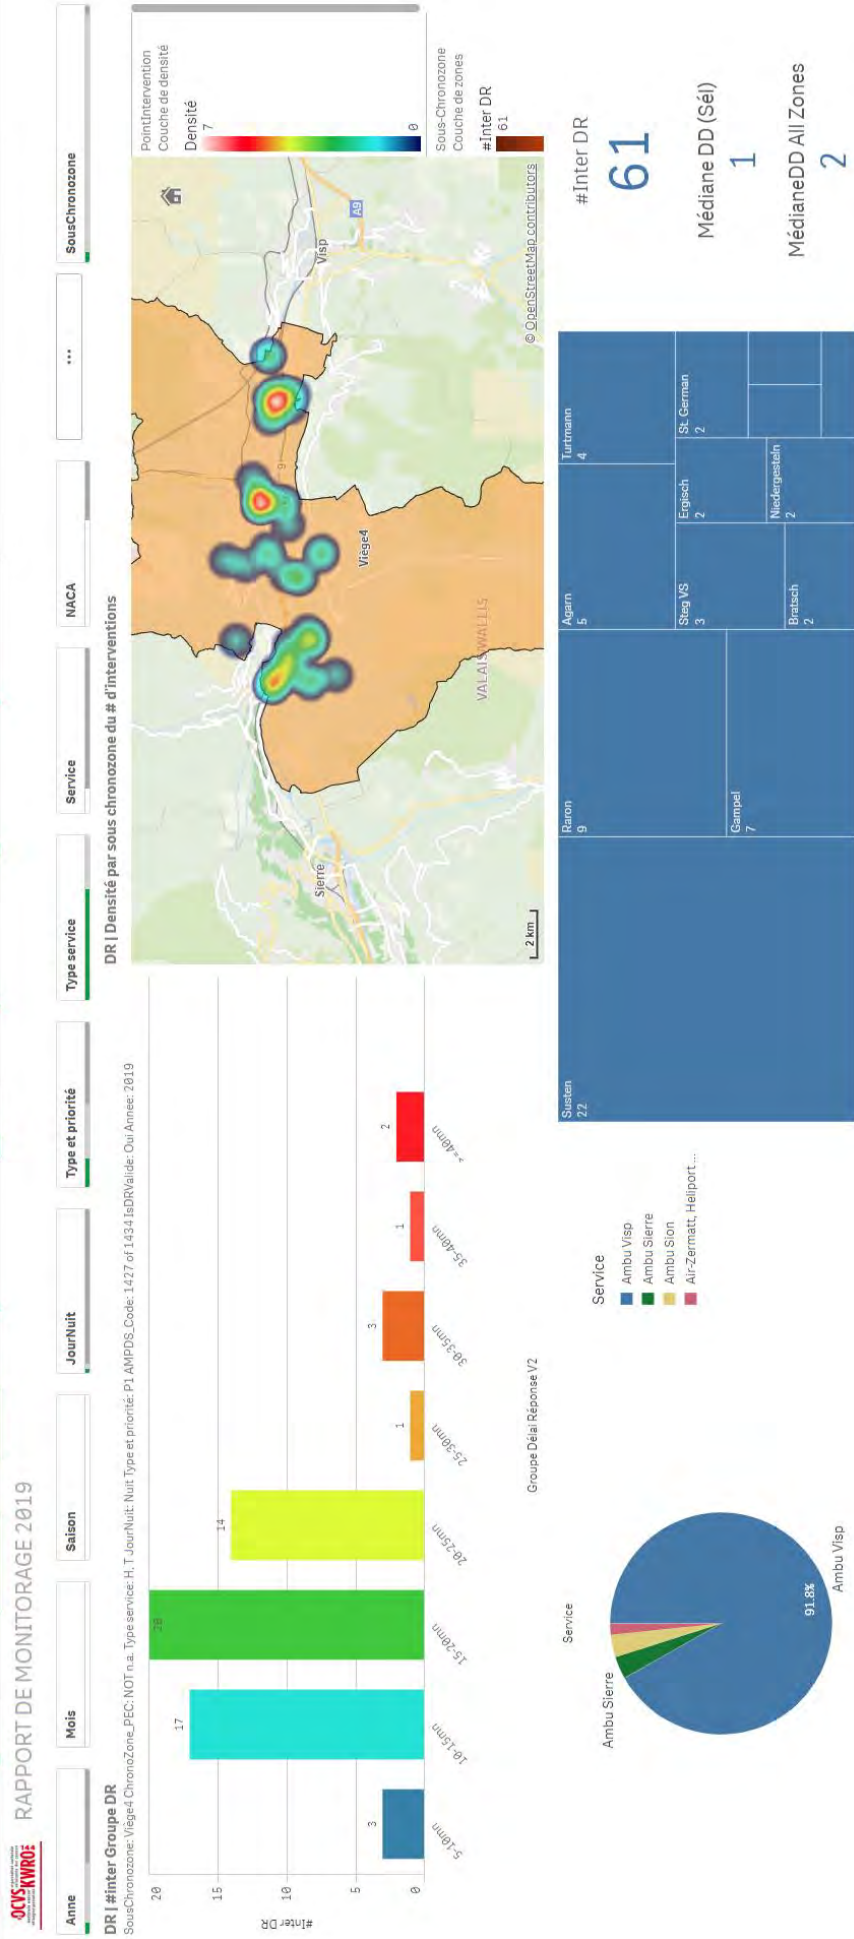 OCVS
KWRO
RAPPORT DE MONITORAGE 2019
Anne
Mois
Saison
JourNuit
Type et priorité
Type service
Service
NACA
...
SousChronozone
DR | #inter Groupe DR
SousChronozone: Viège4 ChronoZone_PEC: NOT n.a. Type service: H, T JourNuit: Nuit Type et priorité: P1 AMPDS_Code: 1427 of 1434 IsDRValide: Oui Annee: 2019
#Inter DR
20
15
10
5
0
3
17
20
14
1
3
1
2
5-10mn
10-15mn
15-20mn
20-25mn
25-30mn
30-35mn
35-40mn
>=40mn
Groupe Délai Réponse V2
DR | Densité par sous chronozone du # d'interventions
Sierre
Viège4
Visp
VALAIS/WALLIS
A9
9
2 km
© OpenStreetMap contributors
PointIntervention
Couche de densité
Densité
7
0
Sous-Chronozone
Couche de zones
#Inter DR
61
Service
Ambu Sierre
91.8%
Ambu Visp
Service
Ambu Visp
Ambu Sierre
Ambu Sion
Air-Zermatt, Heliport ...
Susten
22
Raron
9
Gampel
7
Agarn
5
Turtmann
4
Steg VS
3
Bratsch
2
Ergisch
2
Niedergesteln
2
St. German
2
#Inter DR
61
Médiane DD (Sél)
1
MédianeDD All Zones
2